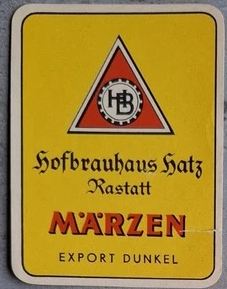 HB
Hofbrauhaus Hatz
Rastatt
MÄRZEN
EXPORT DUNKEL